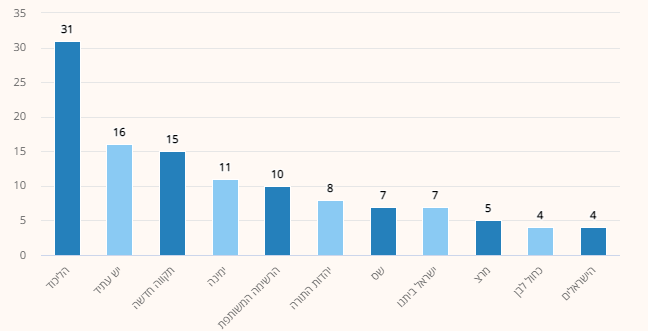 35
30
25
20
15
10
5
0
31
16
15
11
10
8
7
7
5
4
4
הליכוד
יש עתיד
תקווה חדשה
ימינה
הרשימה המשותפת
יהדות התורה
שס
ישראל ביתנו
מרצ
כחול לבן
הישראלים